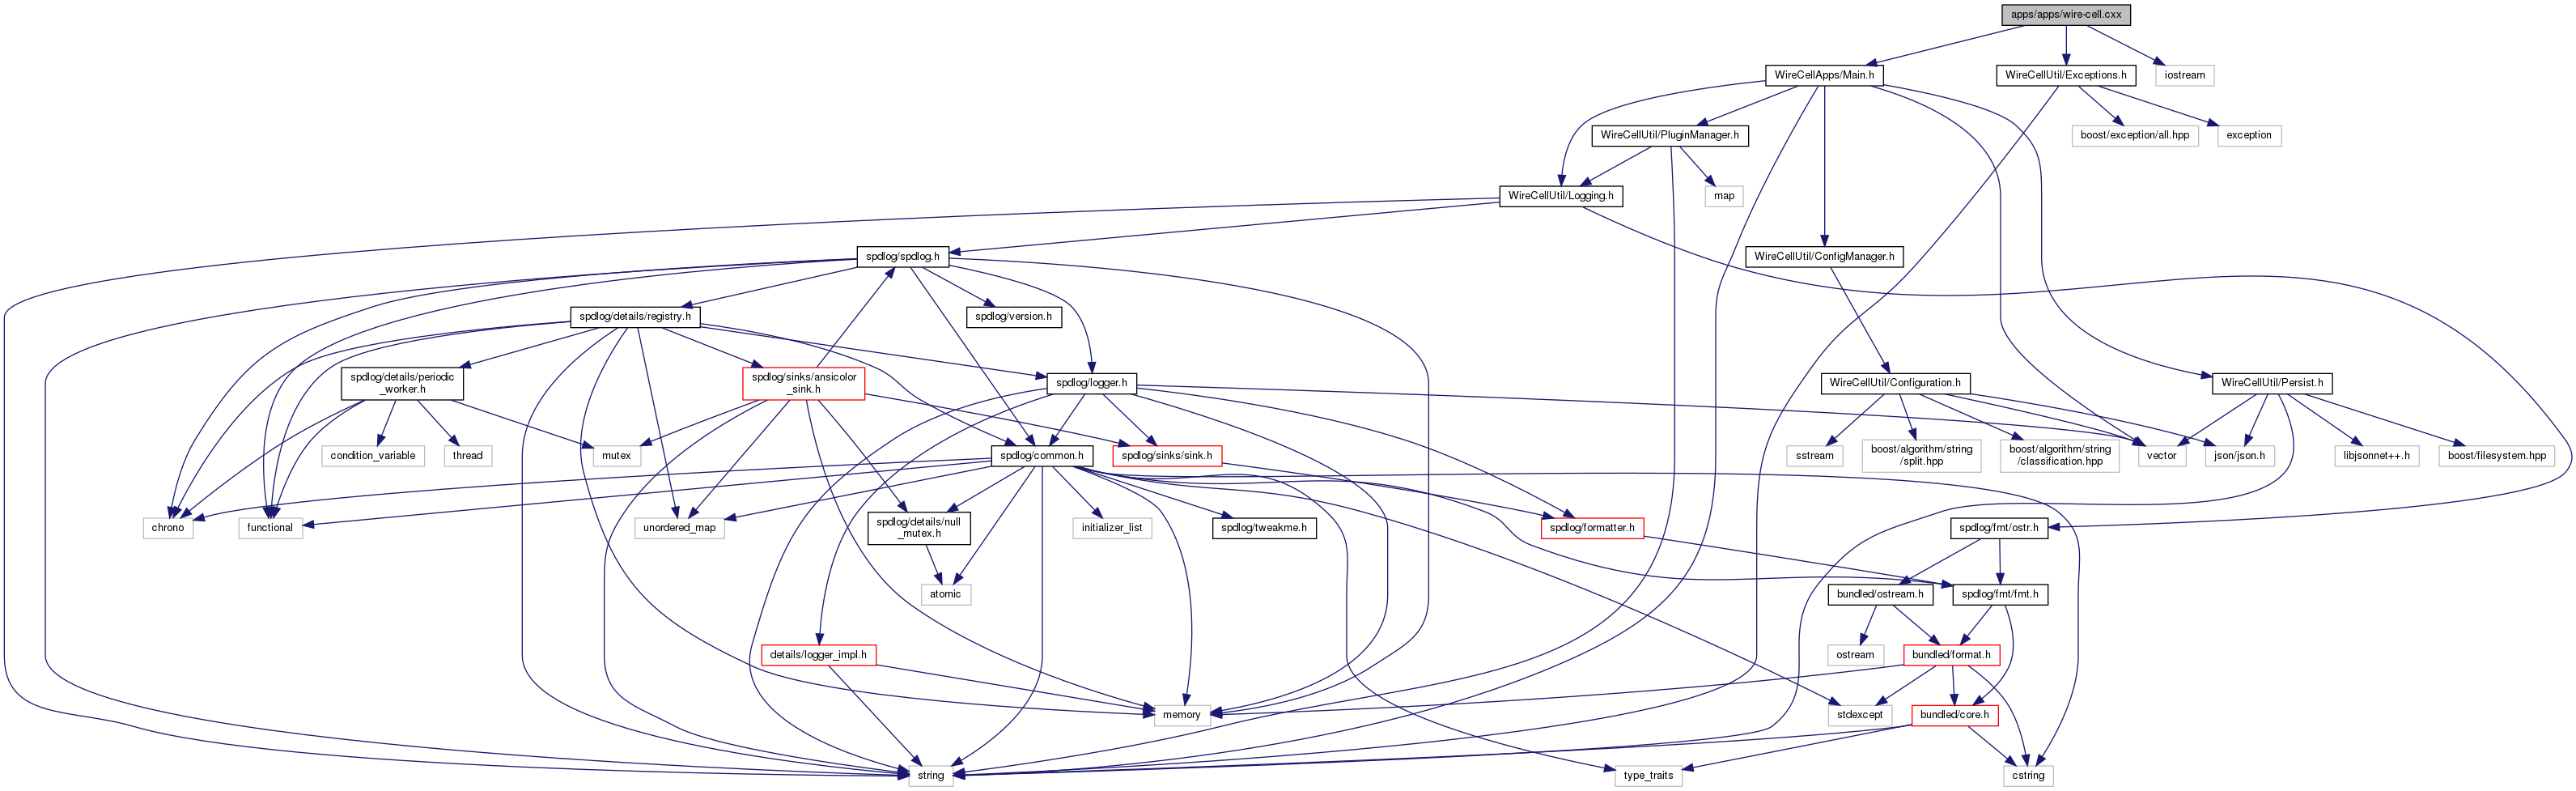 apps/apps/wire-cell.cxx
WireCellApps/Main.h
WireCellUtil/Exceptions.h
iostream
WireCellUtil/PluginManager.h
boost/exception/all.hpp
exception
WireCellUtil/Logging.h
map
spdlog/spdlog.h
WireCellUtil/ConfigManager.h
spdlog/details/registry.h
spdlog/version.h
spdlog/details/periodic
_worker.h
spdlog/sinks/ansicolor
_sink.h
spdlog/logger.h
WireCellUtil/Configuration.h
WireCellUtil/Persist.h
condition_variable
thread
mutex
spdlog/common.h
spdlog/sinks/sink.h
sstream
boost/algorithm/string
/split.hpp
boost/algorithm/string
/classification.hpp
vector
json/json.h
libjsonnet++.h
boost/filesystem.hpp
chrono
functional
unordered_map
spdlog/details/null
_mutex.h
initializer_list
spdlog/tweakme.h
spdlog/formatter.h
spdlog/fmt/ostr.h
atomic
bundled/ostream.h
spdlog/fmt/fmt.h
details/logger_impl.h
ostream
bundled/format.h
memory
stdexcept
bundled/core.h
string
type_traits
cstring